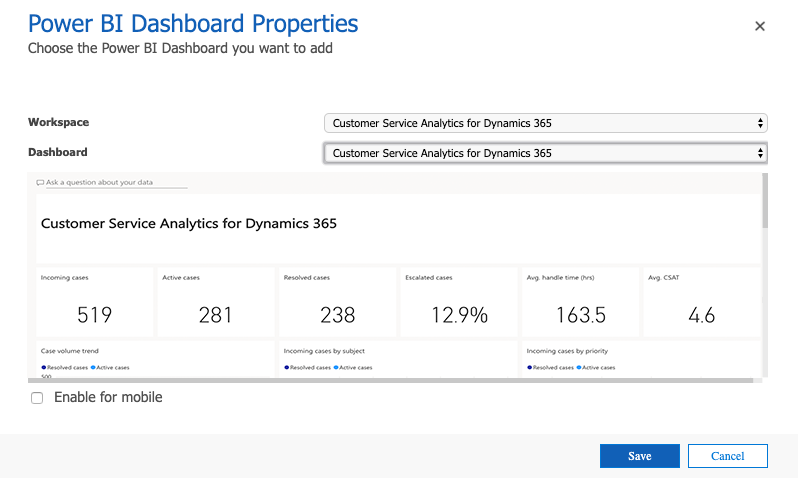 Power BI Dashboard Properties
Choose the Power BI Dashboard you want to add
Workspace Customer Service Analytics for Dynamics 365
Dashboard Customer Service Analytics for Dynamics 365
Ask a question about your data
Customer Service Analytics for Dynamics 365
Incoming cases Active cases Resolved cases Escalated cases Avg. handle time (hrs) Avg. CSAT
519 281 238 12.9% 163.5 4.6
Case volume trend Incoming cases by subject Incoming cases by priority
Resolved cases Active cases Resolved cases Active cases Resolved cases Active cases
500
Enable for mobile
Save Cancel